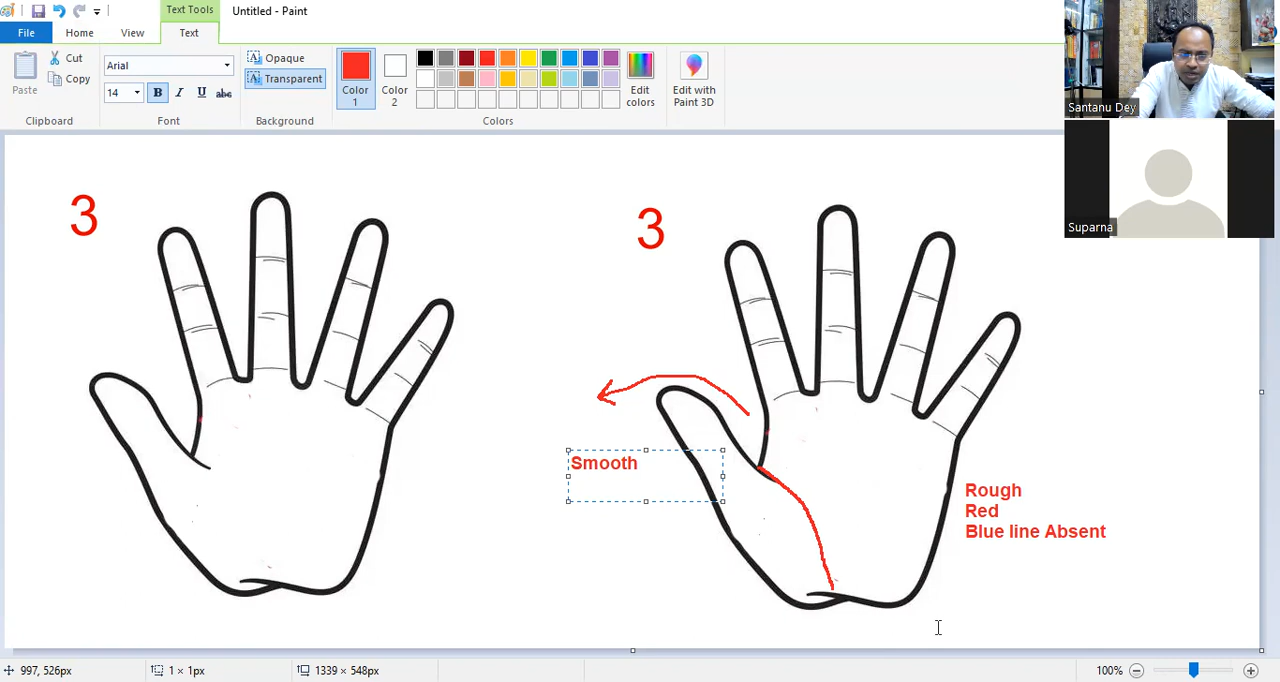 Text Tools
Untitled - Paint
File
Home
View
Text
Paste
Cut
Copy
Clipboard
Arial
14
B I U abc
Font
Opaque
Transparent
Background
Color 1
Color 2
Edit colors
Edit with Paint 3D
Colors
Santanu Dey
Suparna
3
3
Smooth
Rough
Red
Blue line Absent
997, 526px
1 × 1px
1339 × 548px
100%